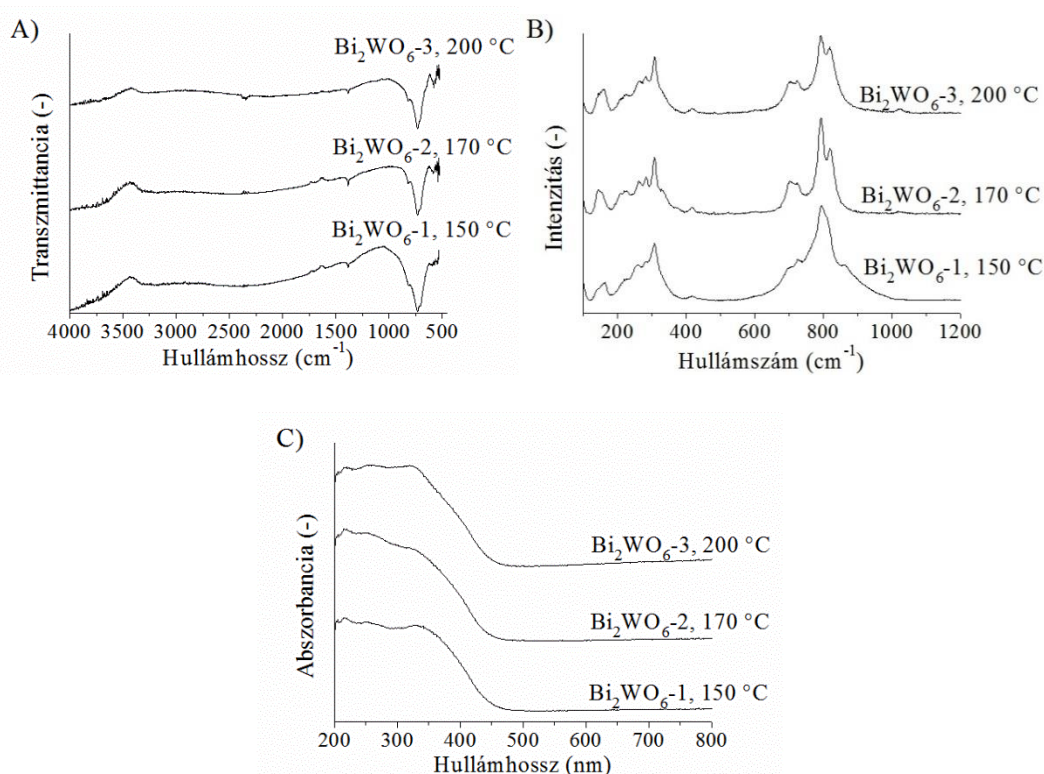 A)
Bi₂WO₆-3, 200 °C
Bi₂WO₆-2, 170 °C
Bi₂WO₆-1, 150 °C
Transzmittancia (-)
4000 3500 3000 2500 2000 1500 1000 500
Hullámhossz (cm⁻¹)
B)
Bi₂WO₆-3, 200 °C
Bi₂WO₆-2, 170 °C
Bi₂WO₆-1, 150 °C
Intenzitás (-)
200 400 600 800 1000 1200
Hullámszám (cm⁻¹)
C)
Bi₂WO₆-3, 200 °C
Bi₂WO₆-2, 170 °C
Bi₂WO₆-1, 150 °C
Abszorbancia (-)
200 300 400 500 600 700 800
Hullámhossz (nm)